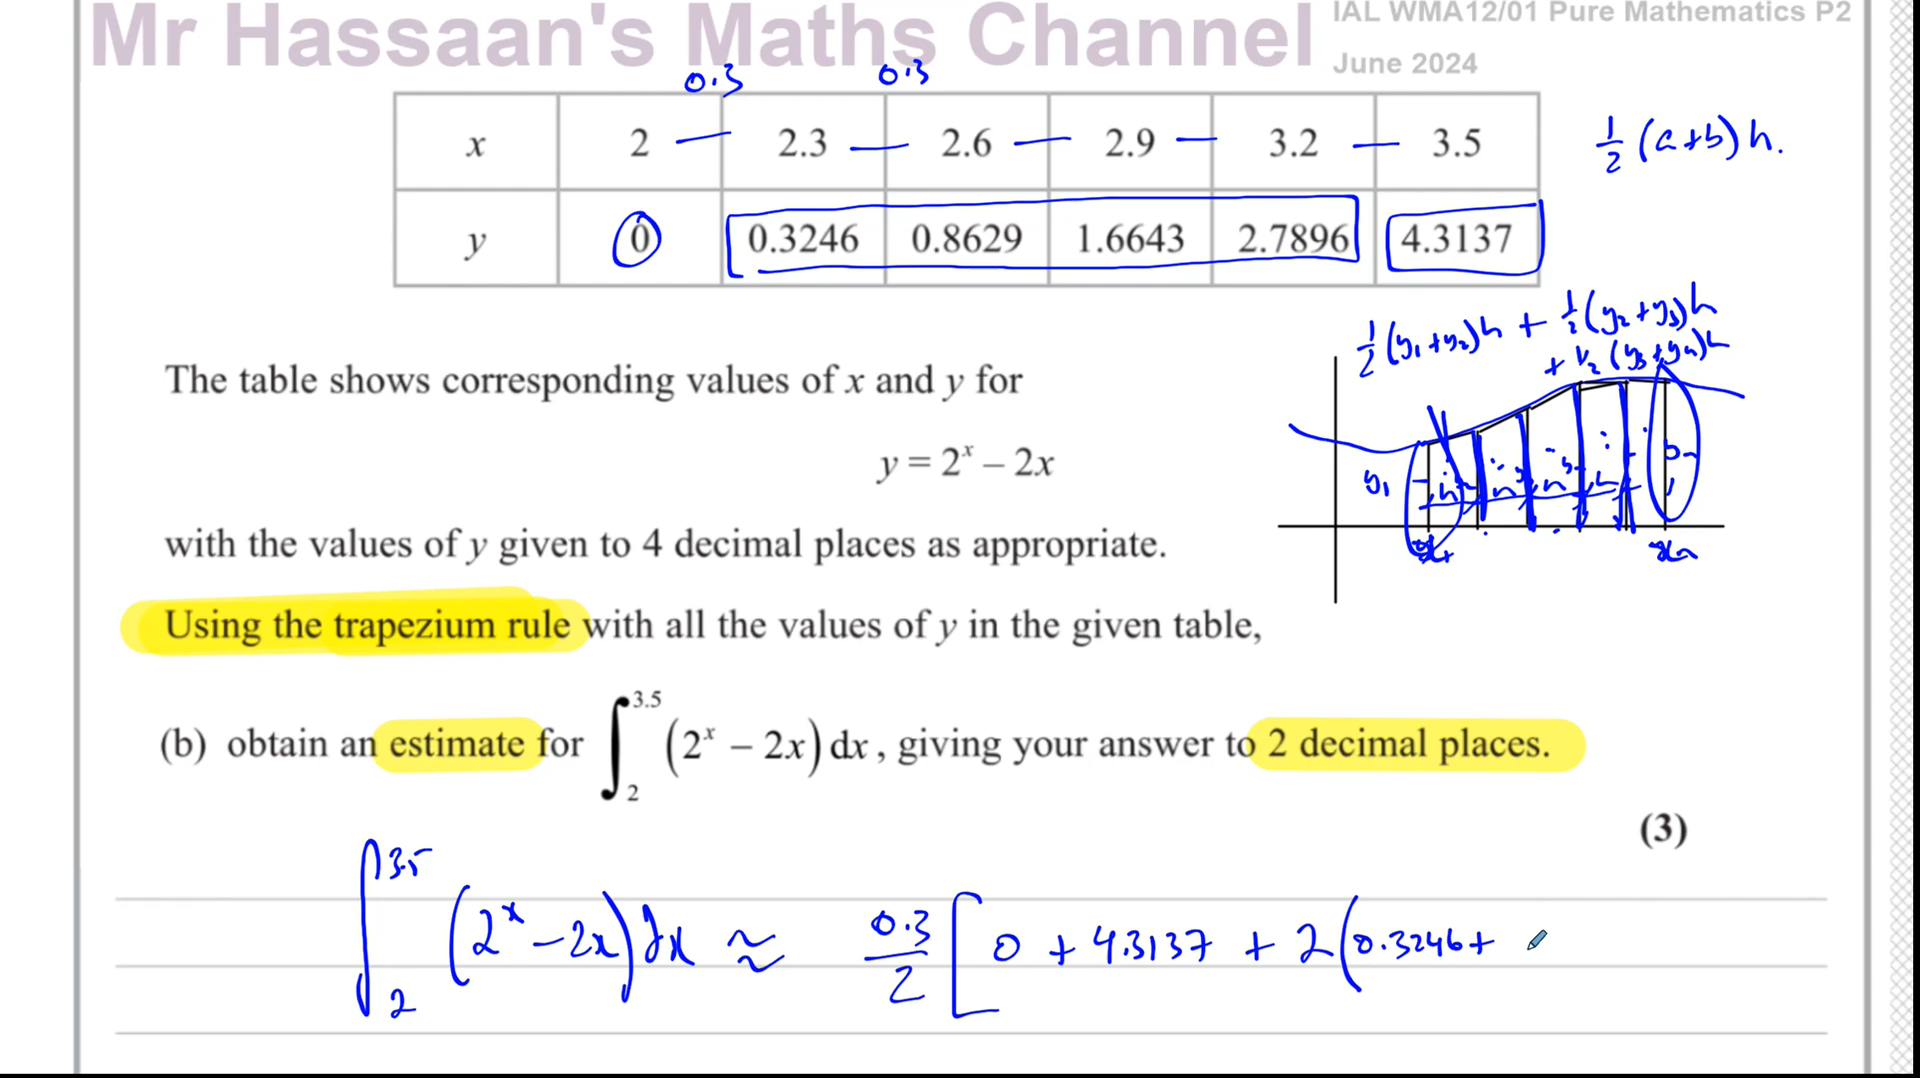 Mr Hassaan's Maths Channel
IAL WMA12/01 Pure Mathematics P2
June 2024
0.3 0.3
x 2 2.3 2.6 2.9 3.2 3.5
y 0 0.3246 0.8629 1.6643 2.7896 4.3137
½(a+b)h.
½(y₁+y₂)h + ½(y₂+y₃)h
+ ½(y₃+y₄)h
The table shows corresponding values of x and y for
y = 2ˣ – 2x
y₁
h h h h
with the values of y given to 4 decimal places as appropriate.
x₁ xₙ
Using the trapezium rule with all the values of y in the given table,
(b) obtain an estimate for ∫₂^3.5 (2ˣ – 2x) dx, giving your answer to 2 decimal places.
(3)
∫₂^3.5 (2ˣ – 2x) dx ≈ 0.3/2 [0 + 4.3137 + 2(0.3246+